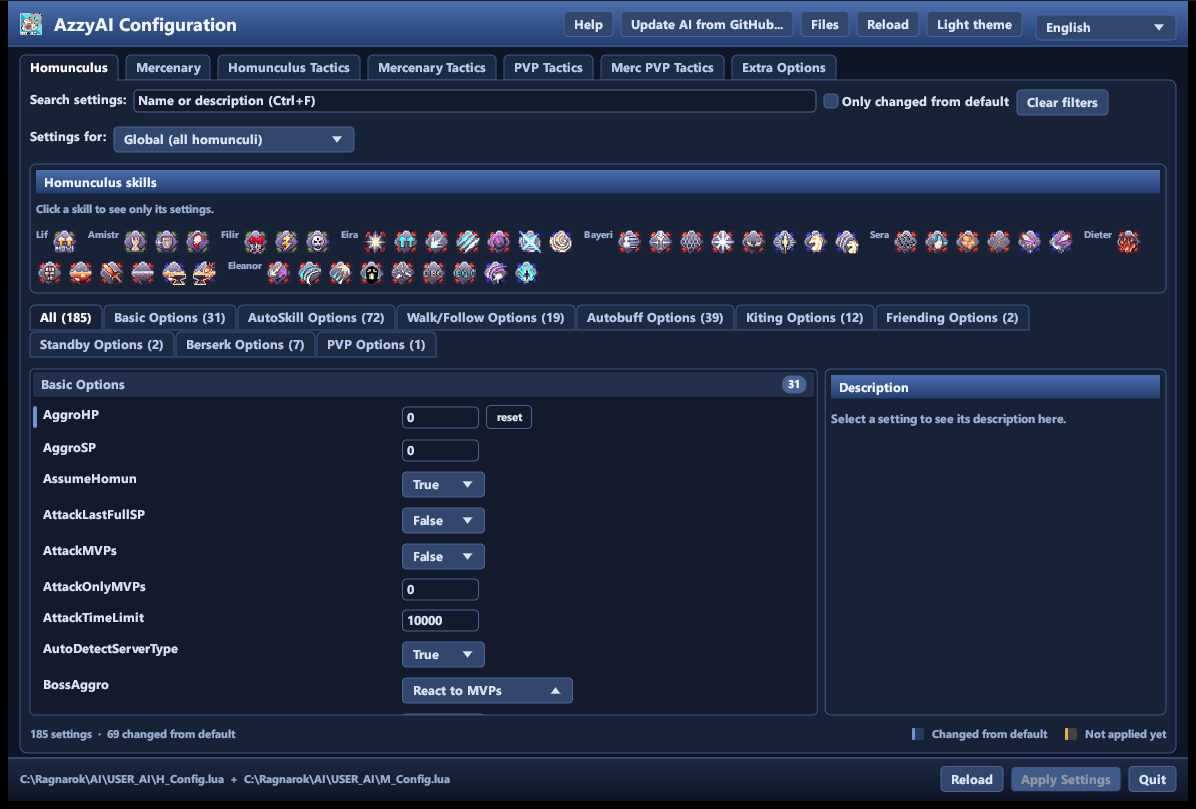 AzzyAI Configuration
Help
Update AI from GitHub...
Files
Reload
Light theme
English
Homunculus
Mercenary
Homunculus Tactics
Mercenary Tactics
PVP Tactics
Merc PVP Tactics
Extra Options
Search settings:
Name or description (Ctrl+F)
Only changed from default
Clear filters
Settings for:
Global (all homunculi)
Homunculus skills
Click a skill to see only its settings.
Lif
Amistr
Filir
Eira
Bayeri
Sera
Dieter
Eleanor
All (185)
Basic Options (31)
AutoSkill Options (72)
Walk/Follow Options (19)
Autobuff Options (39)
Kiting Options (12)
Friending Options (2)
Standby Options (2)
Berserk Options (7)
PVP Options (1)
Basic Options
31
AggroHP
0
reset
AggroSP
0
AssumeHomun
True
AttackLastFullSP
False
AttackMVPs
False
AttackOnlyMVPs
0
AttackTimeLimit
10000
AutoDetectServerType
True
BossAggro
React to MVPs
Description
Select a setting to see its description here.
185 settings · 69 changed from default
Changed from default
Not applied yet
C:\Ragnarok\AI\USER_AI\H_Config.lua + C:\Ragnarok\AI\USER_AI\M_Config.lua
Reload
Apply Settings
Quit